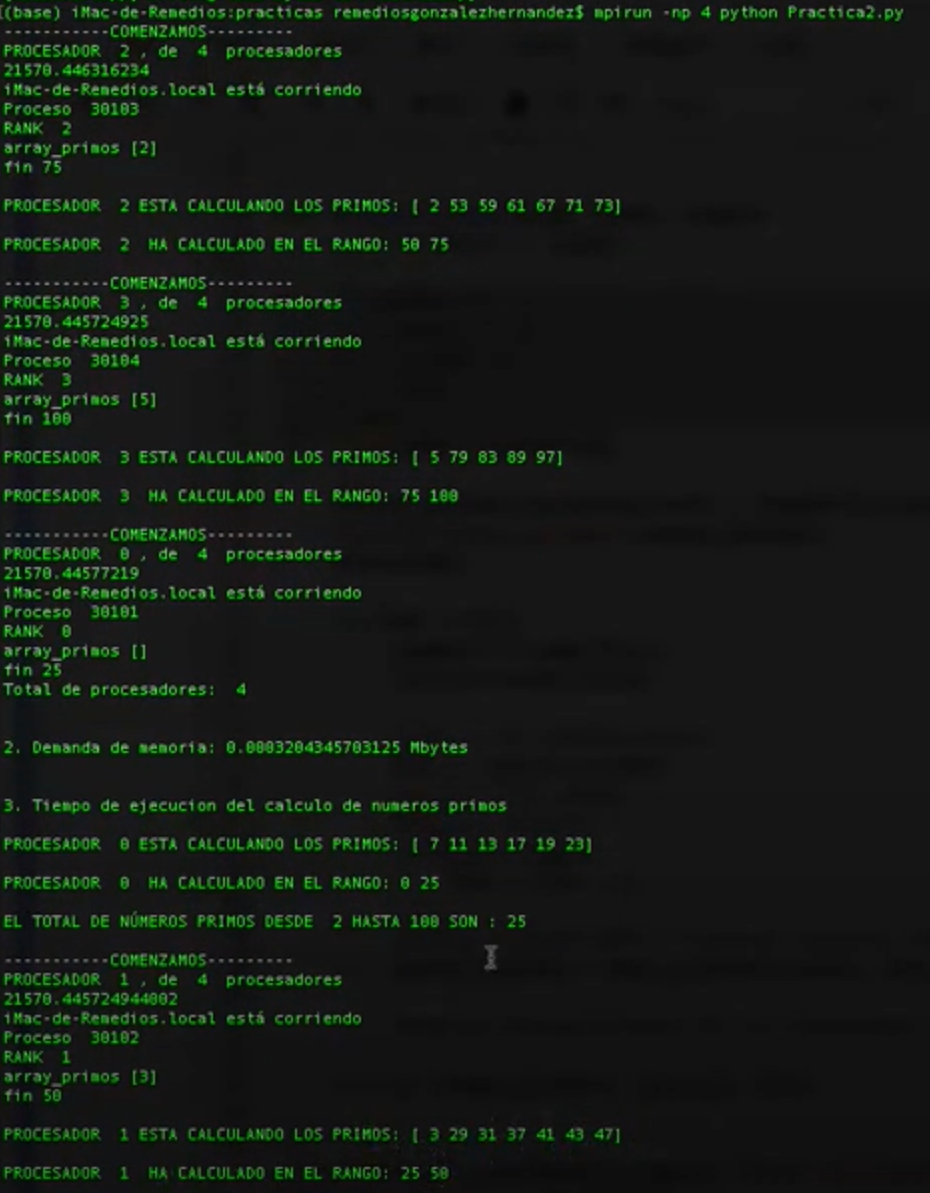 (base) iMac-de-Remedios:practicas remediosgonzalezhernandez$ mpirun -np 4 python Practica2.py
-----------COMENZAMOS---------
PROCESADOR  2 , de  4  procesadores
21570.446316234
iMac-de-Remedios.local está corriendo
Proceso  30103
RANK  2
array_primos [2]
fin 75
PROCESADOR  2 ESTA CALCULANDO LOS PRIMOS: [ 2 53 59 61 67 71 73]
PROCESADOR  2  HA CALCULADO EN EL RANGO: 50 75
-----------COMENZAMOS---------
PROCESADOR  3 , de  4  procesadores
21570.445724925
iMac-de-Remedios.local está corriendo
Proceso  30104
RANK  3
array_primos [5]
fin 100
PROCESADOR  3 ESTA CALCULANDO LOS PRIMOS: [ 5 79 83 89 97]
PROCESADOR  3  HA CALCULADO EN EL RANGO: 75 100
-----------COMENZAMOS---------
PROCESADOR  0 , de  4  procesadores
21570.44577219
iMac-de-Remedios.local está corriendo
Proceso  30101
RANK  0
array_primos []
fin 25
Total de procesadores:  4
2. Demanda de memoria: 0.0003204345703125 Mbytes
3. Tiempo de ejecucion del calculo de numeros primos
PROCESADOR  0 ESTA CALCULANDO LOS PRIMOS: [ 7 11 13 17 19 23]
PROCESADOR  0  HA CALCULADO EN EL RANGO: 0 25
EL TOTAL DE NÚMEROS PRIMOS DESDE  2 HASTA 100 SON : 25
-----------COMENZAMOS---------
PROCESADOR  1 , de  4  procesadores
21570.445724944002
iMac-de-Remedios.local está corriendo
Proceso  30102
RANK  1
array_primos [3]
fin 50
PROCESADOR  1 ESTA CALCULANDO LOS PRIMOS: [ 3 29 31 37 41 43 47]
PROCESADOR  1  HA CALCULADO EN EL RANGO: 25 50